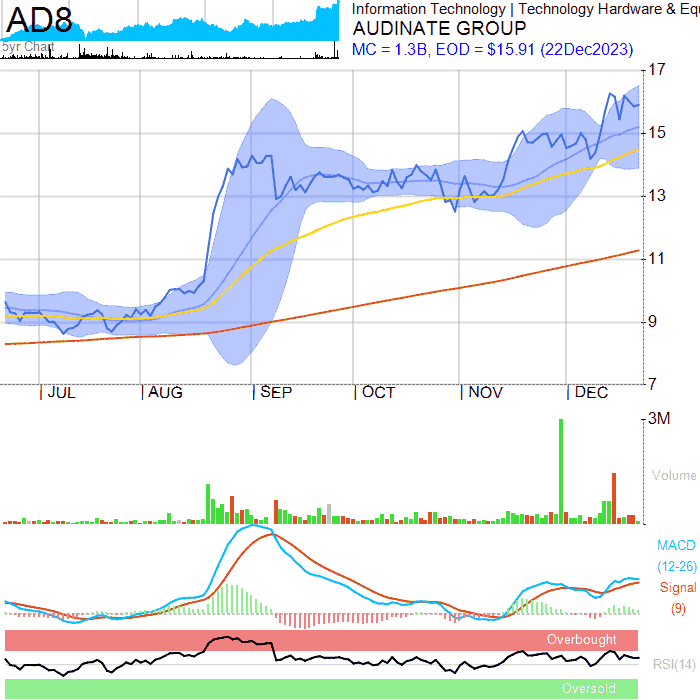 AD8
5yr Chart
Information Technology | Technology Hardware & Equ
AUDINATE GROUP
MC = 1.3B, EOD = $15.91 (22Dec2023)
17
15
13
11
9
7
JUL AUG SEP OCT NOV DEC
3M
Volume
MACD
(12-26)
Signal
(9)
Overbought
RSI(14)
Oversold